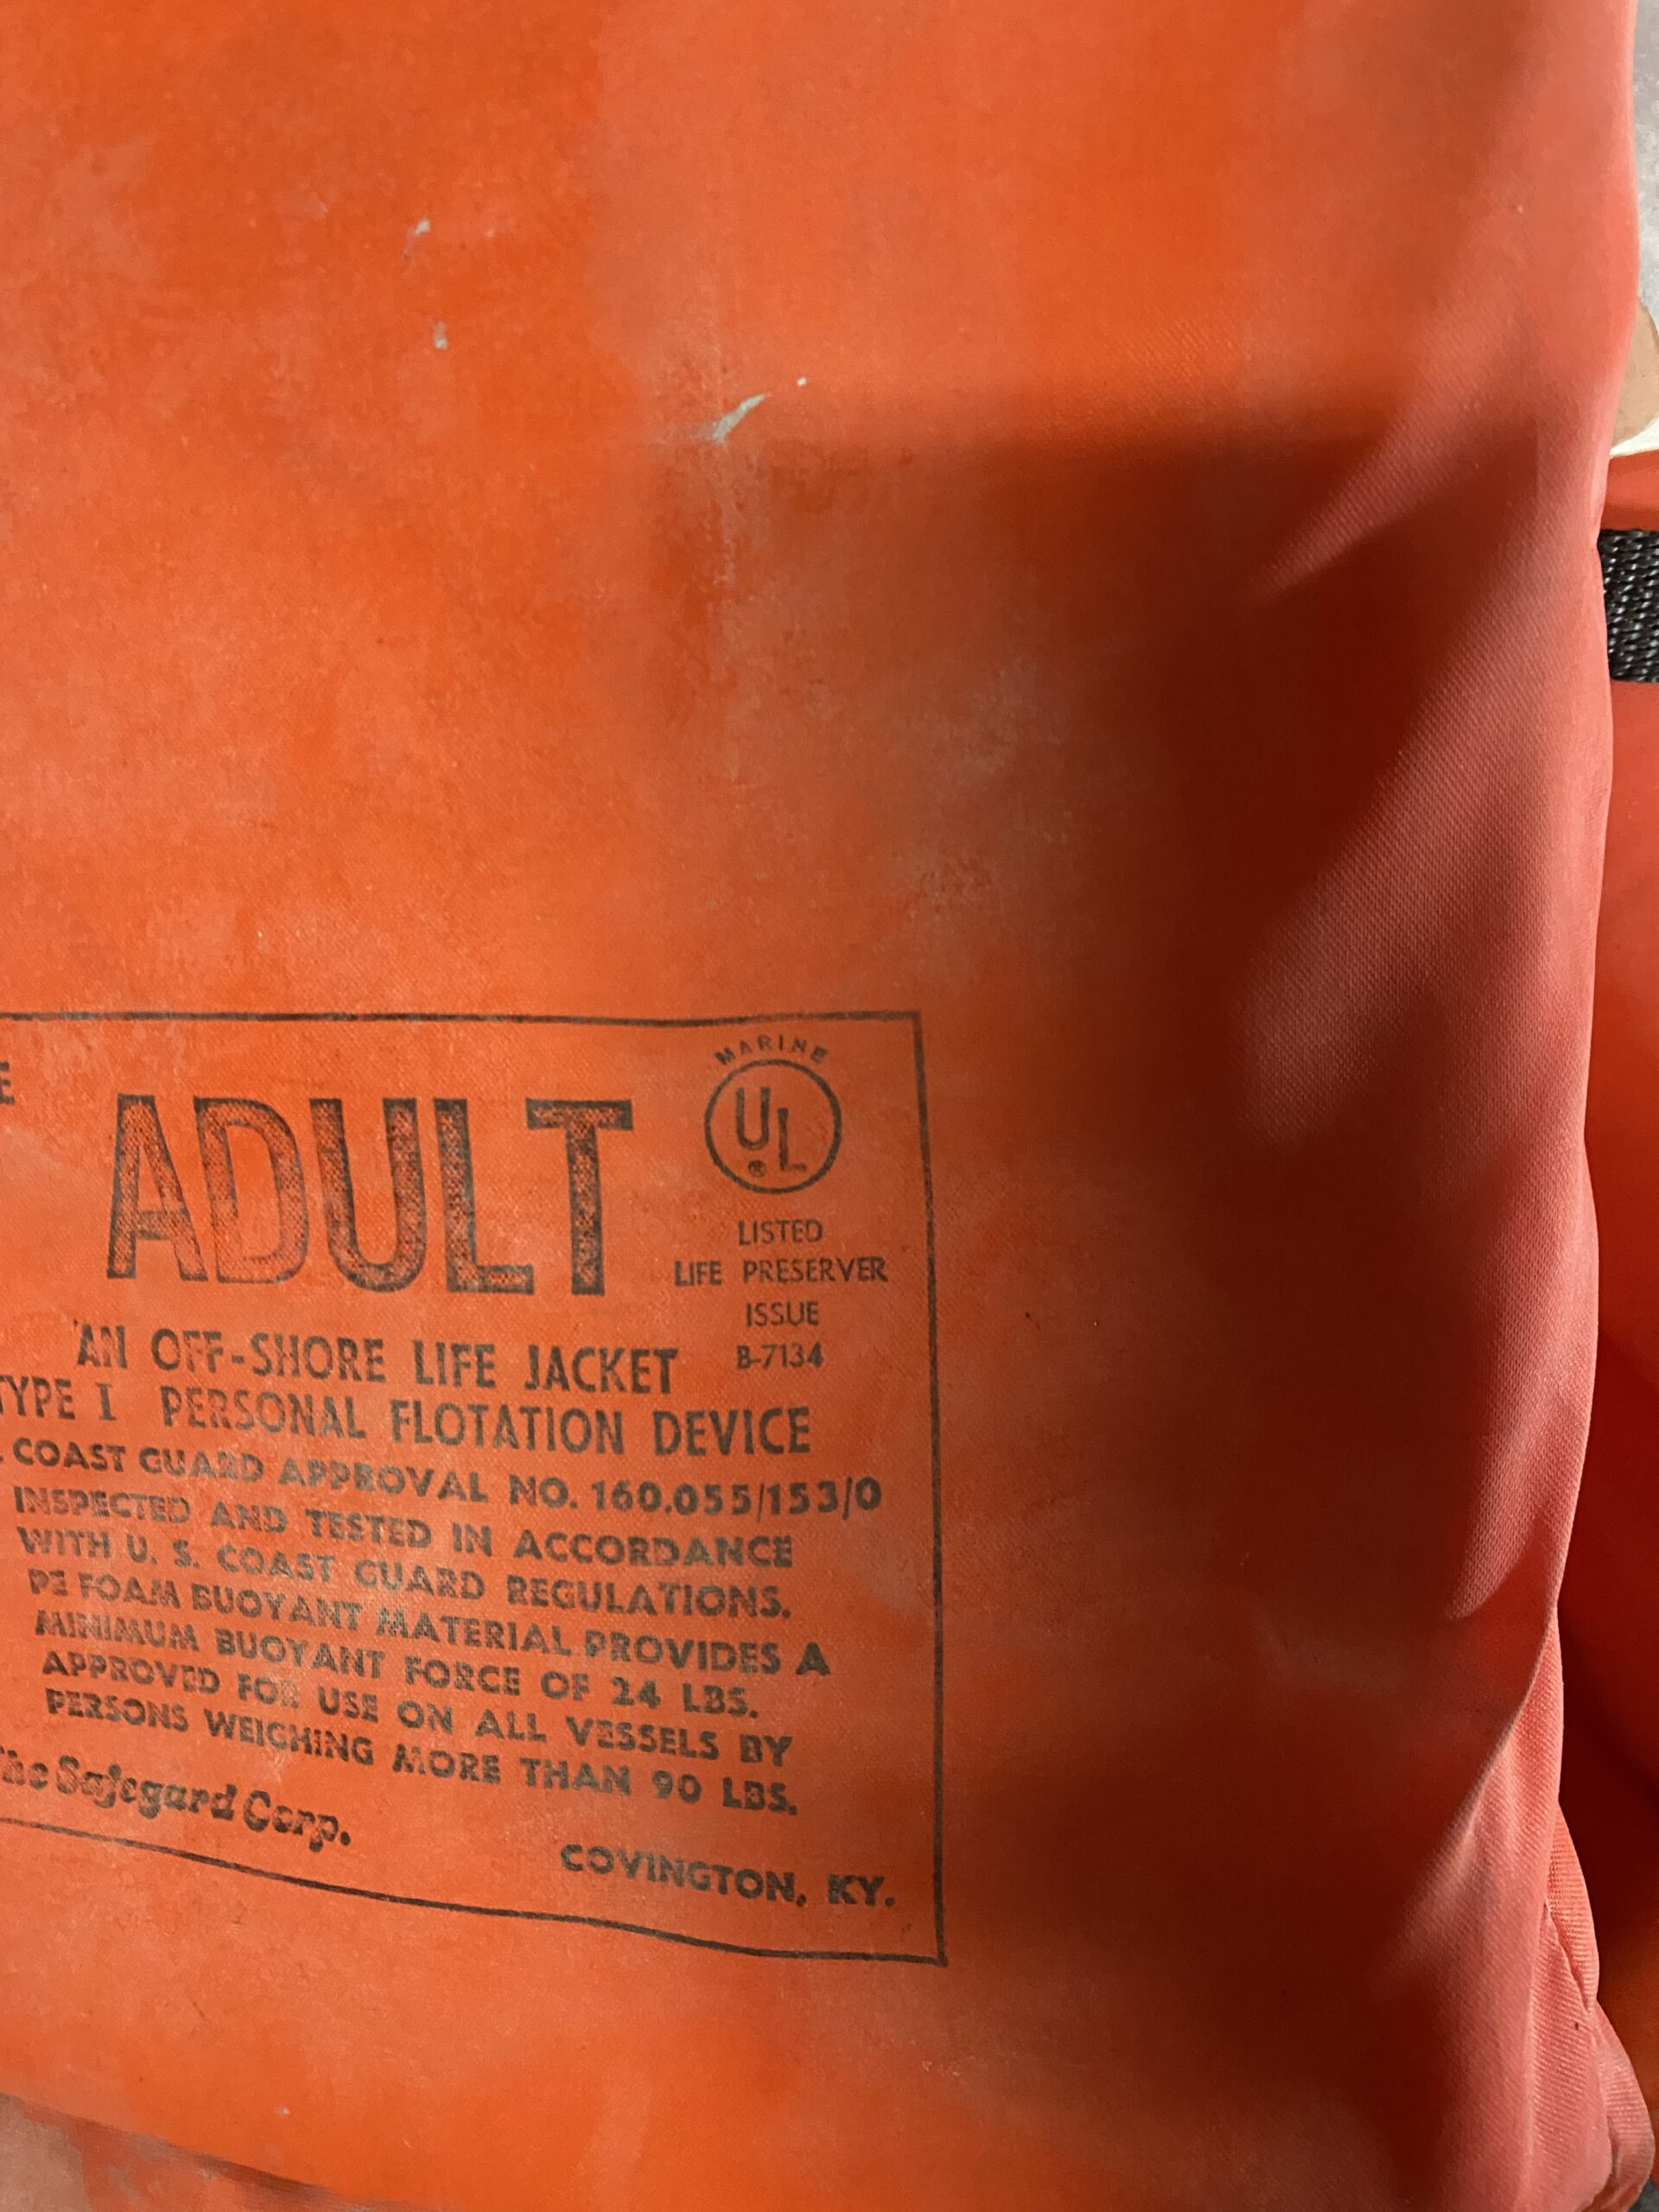 E
ADULT
MARINE
UL
®
LISTED
LIFE PRESERVER
ISSUE
B-7134
AN OFF-SHORE LIFE JACKET
TYPE I PERSONAL FLOTATION DEVICE
. COAST GUARD APPROVAL NO. 160.055/153/0
INSPECTED AND TESTED IN ACCORDANCE
WITH U. S. COAST GUARD REGULATIONS.
PE FOAM BUOYANT MATERIAL PROVIDES A
MINIMUM BUOYANT FORCE OF 24 LBS.
APPROVED FOR USE ON ALL VESSELS BY
PERSONS WEIGHING MORE THAN 90 LBS.
The Safegard Corp.
COVINGTON, KY.